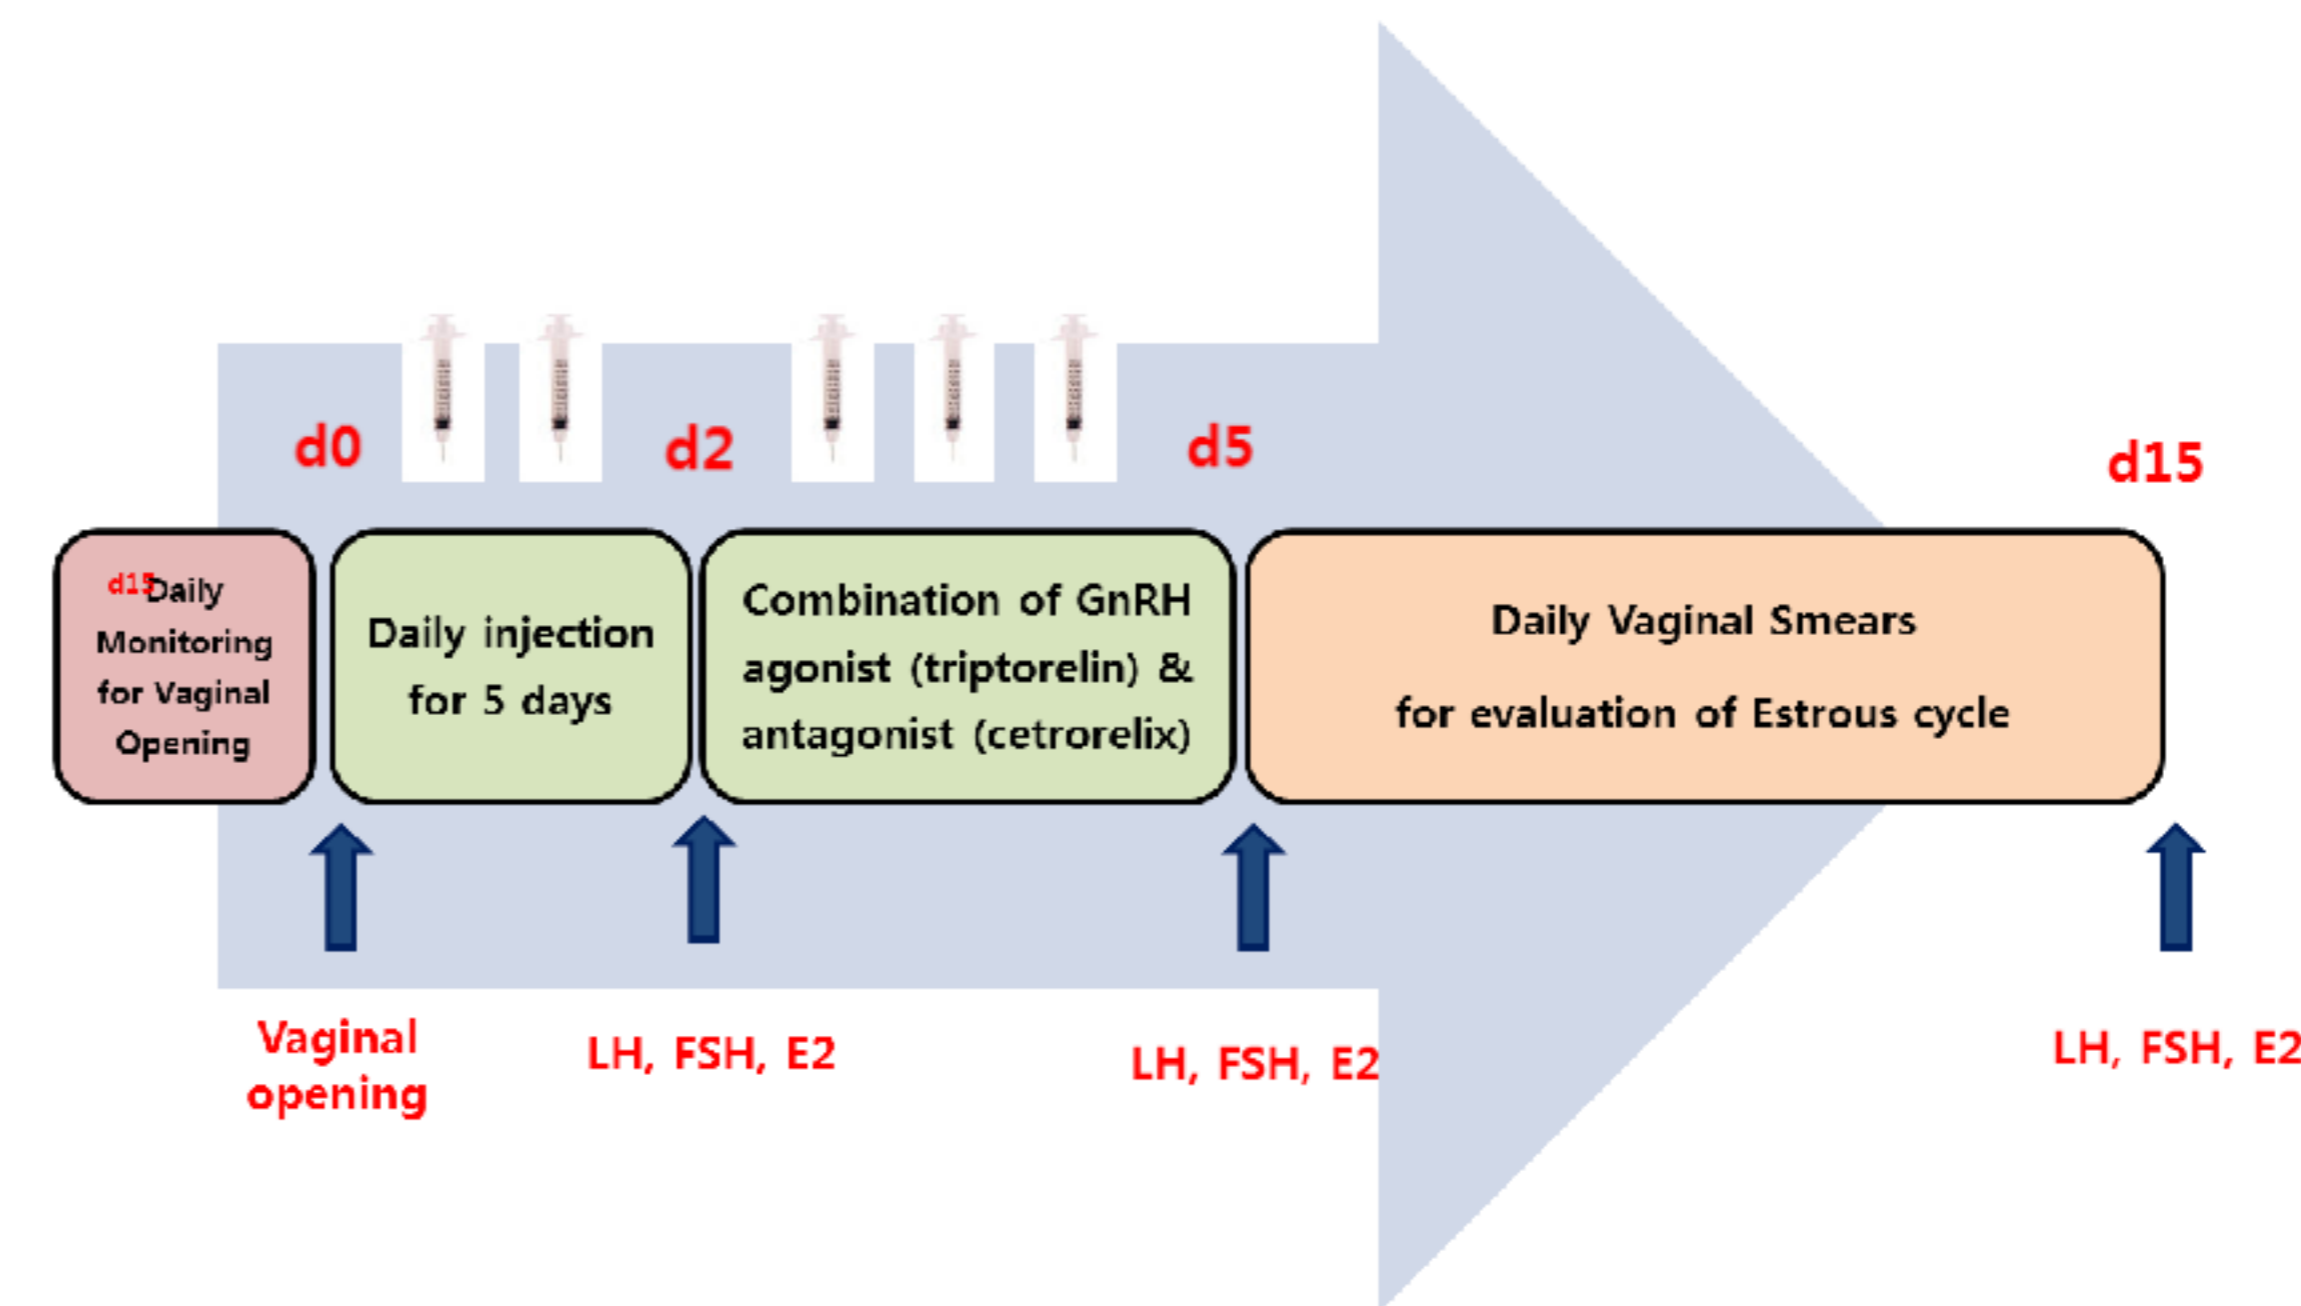 d0
d2
d5
d15
d15
Daily
Monitoring
for Vaginal
Opening
Daily injection
for 5 days
Combination of GnRH
agonist (triptorelin) &
antagonist (cetrorelix)
Daily Vaginal Smears
for evaluation of Estrous cycle
Vaginal
opening
LH, FSH, E2
LH, FSH, E2
LH, FSH, E2